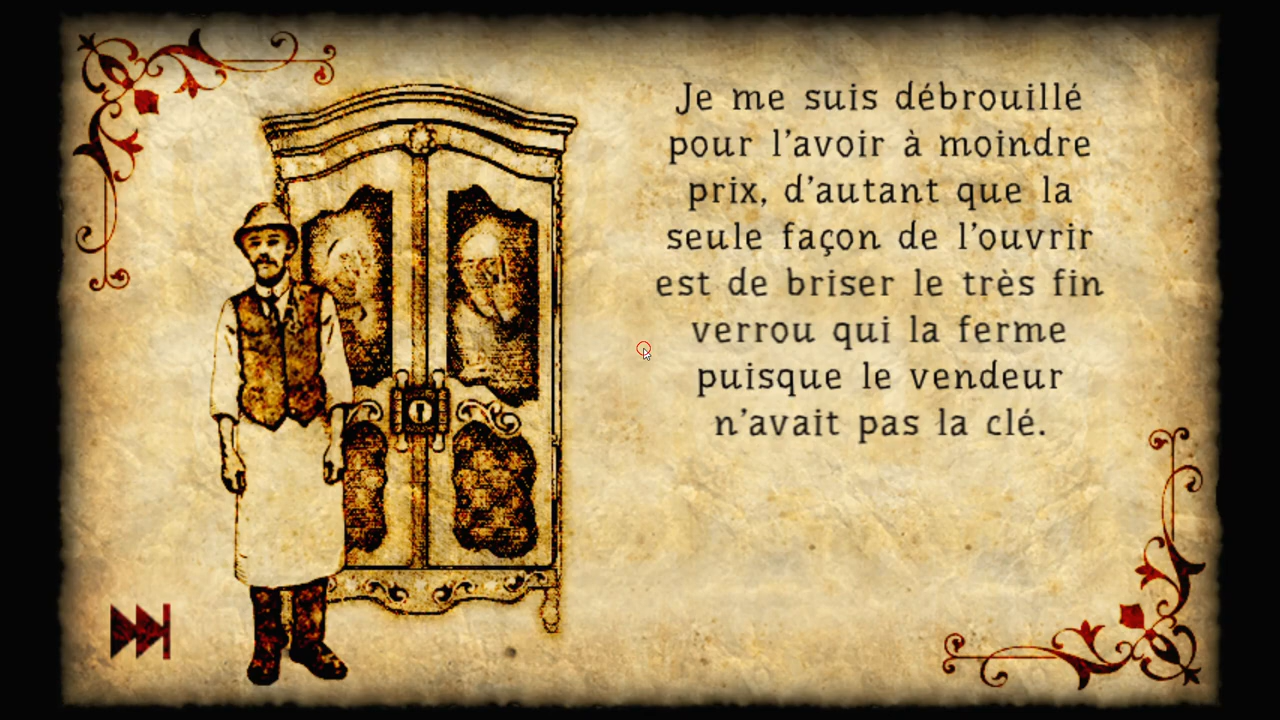 Je me suis débrouillé
pour l’avoir à moindre
prix, d’autant que la
seule façon de l’ouvrir
est de briser le très fin
verrou qui la ferme
puisque le vendeur
n’avait pas la clé.